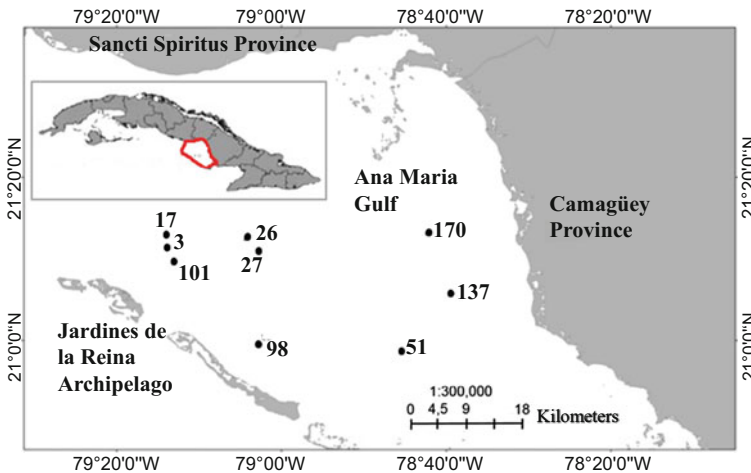 79°20'0"W 79°00'0"W 78°40'0"W 78°20'0"W
Sancti Spiritus Province
21°20'0"N
21°20'0"N
Ana Maria
Gulf
Camagüey
Province
17
3
101
26
27
170
137
98
51
Jardines de
la Reina
Archipelago
21°0'0"N
21°0'0"N
1:300,000
0 4,5 9 18
Kilometers
79°20'0"W 79°00'0"W 78°40'0"W 78°20'0"W